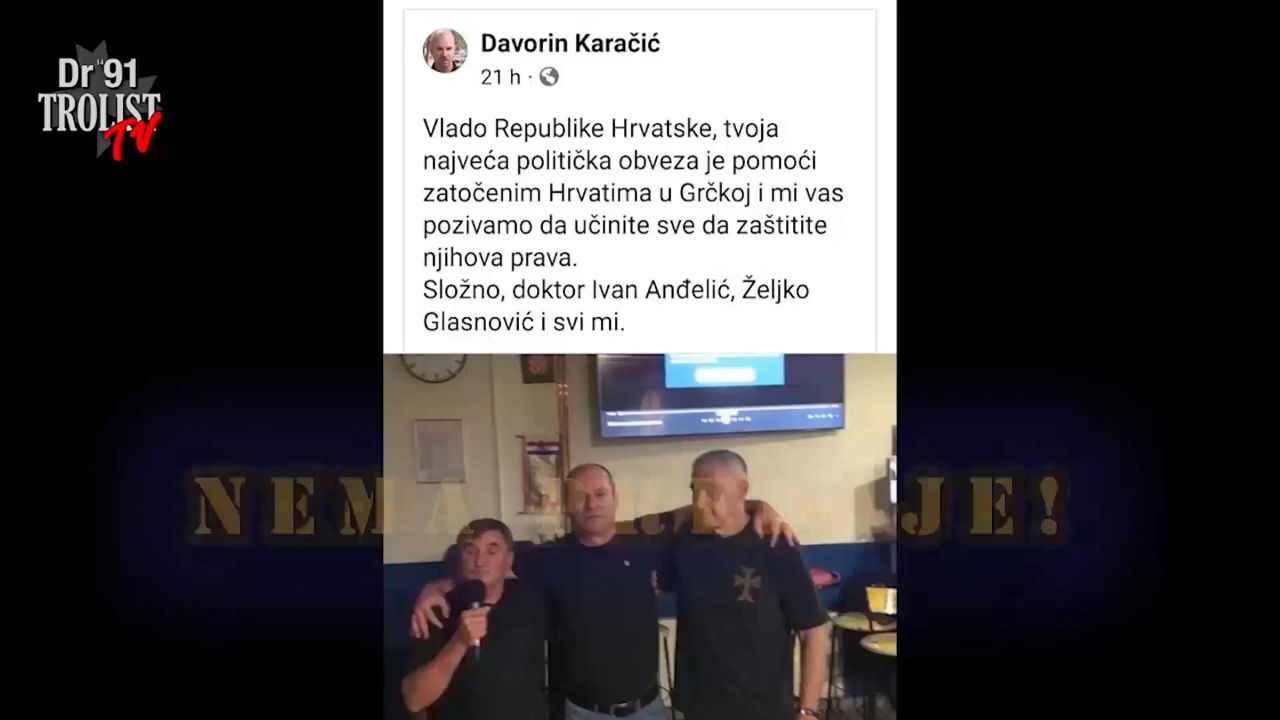 Dr 91
TROLIST
TV
Davorin Karačić
21 h ·
Vlado Republike Hrvatske, tvoja
najveća politička obveza je pomoći
zatočenim Hrvatima u Grčkoj i mi vas
pozivamo da učinite sve da zaštitite
njihova prava.
Složno, doktor Ivan Anđelić, Željko
Glasnović i svi mi.
NEMA